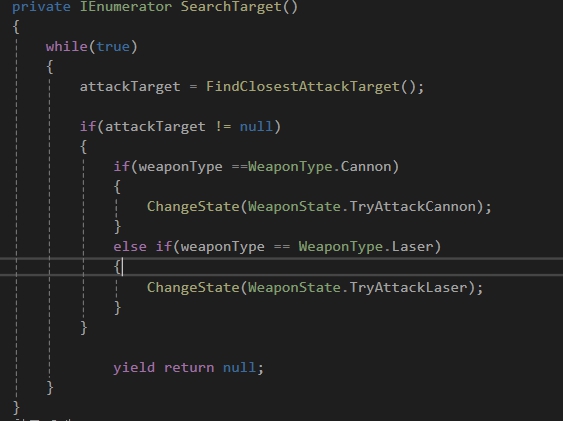 private IEnumerator SearchTarget()
{
while(true)
{
attackTarget = FindClosestAttackTarget();
if(attackTarget != null)
{
if(weaponType ==WeaponType.Cannon)
{
ChangeState(WeaponState.TryAttackCannon);
}
else if(weaponType == WeaponType.Laser)
{
ChangeState(WeaponState.TryAttackLaser);
}
}
yield return null;
}
}